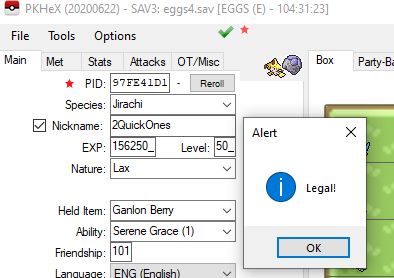 PKHeX (20200622) - SAV3: eggs4.sav [EGGS (E) - 104:31:23]
File Tools Options
Main Met Stats Attacks OT/Misc
Box Party-Ba
PID: 97FE41D1 - Reroll
Species: Jirachi
Nickname: 2QuickOnes
EXP: 156250_ Level: 50_
Nature: Lax
Held Item: Ganlon Berry
Ability: Serene Grace (1)
Friendship: 101
Language: ENG (English)
Alert
Legal!
OK